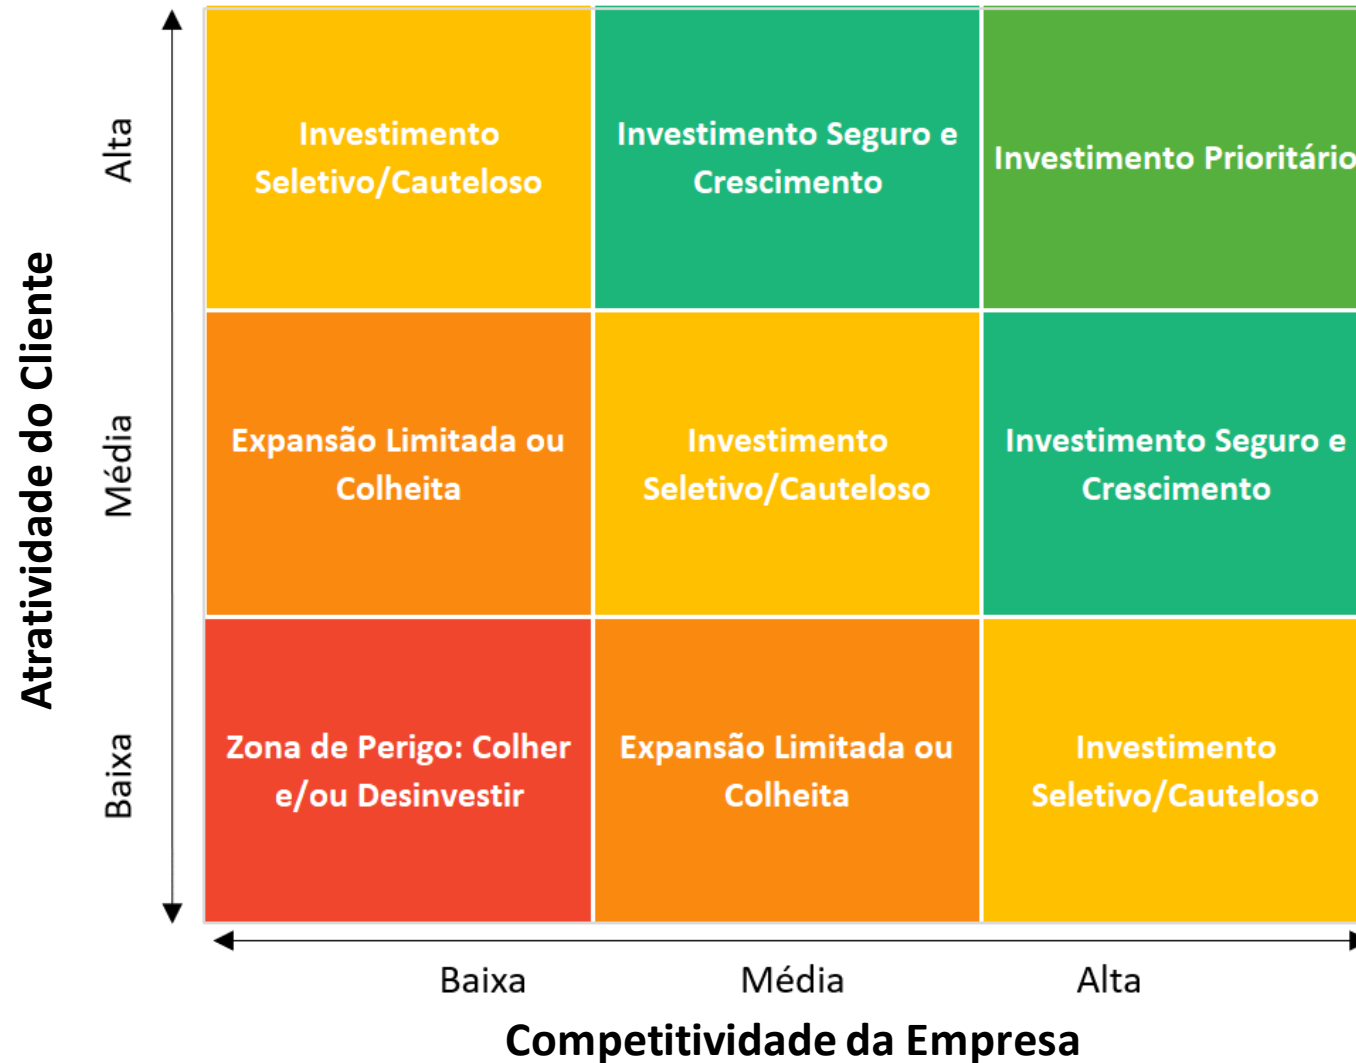 Atratividade do Cliente
Alta
Investimento
Seletivo/Cauteloso
Investimento Seguro e
Crescimento
Investimento Prioritário
Média
Expansão Limitada ou
Colheita
Investimento
Seletivo/Cauteloso
Investimento Seguro e
Crescimento
Baixa
Zona de Perigo: Colher
e/ou Desinvestir
Expansão Limitada ou
Colheita
Investimento
Seletivo/Cauteloso
Baixa
Média
Alta
Competitividade da Empresa